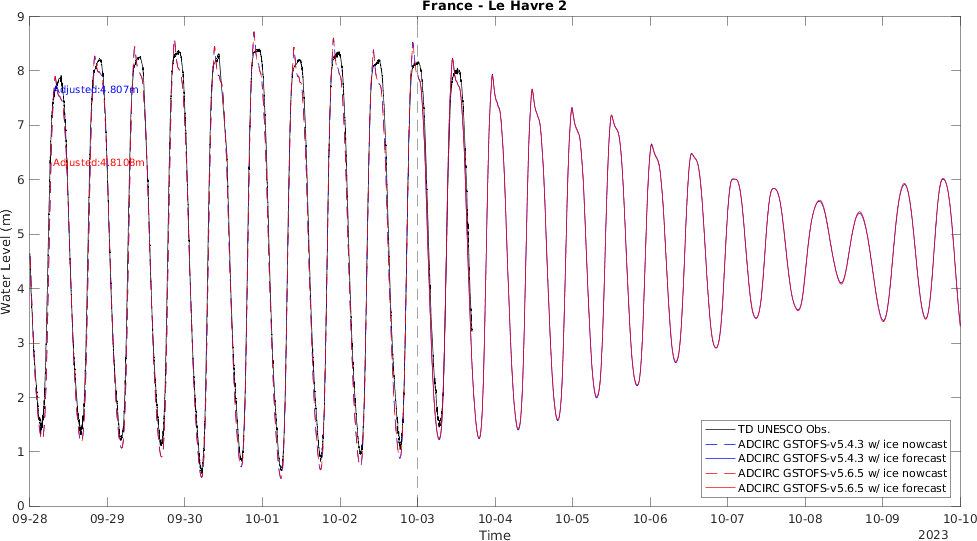 France - Le Havre 2
9
8
7
6
5
4
3
2
1
0
Water Level (m)
Adjusted:4.807m
Adjusted:4.8108m
TD UNESCO Obs.
ADCIRC GSTOFS-v5.4.3 w/ ice nowcast
ADCIRC GSTOFS-v5.4.3 w/ ice forecast
ADCIRC GSTOFS-v5.6.5 w/ ice nowcast
ADCIRC GSTOFS-v5.6.5 w/ ice forecast
09-28 09-29 09-30 10-01 10-02 10-03 10-04 10-05 10-06 10-07 10-08 10-09 10-10
Time
2023